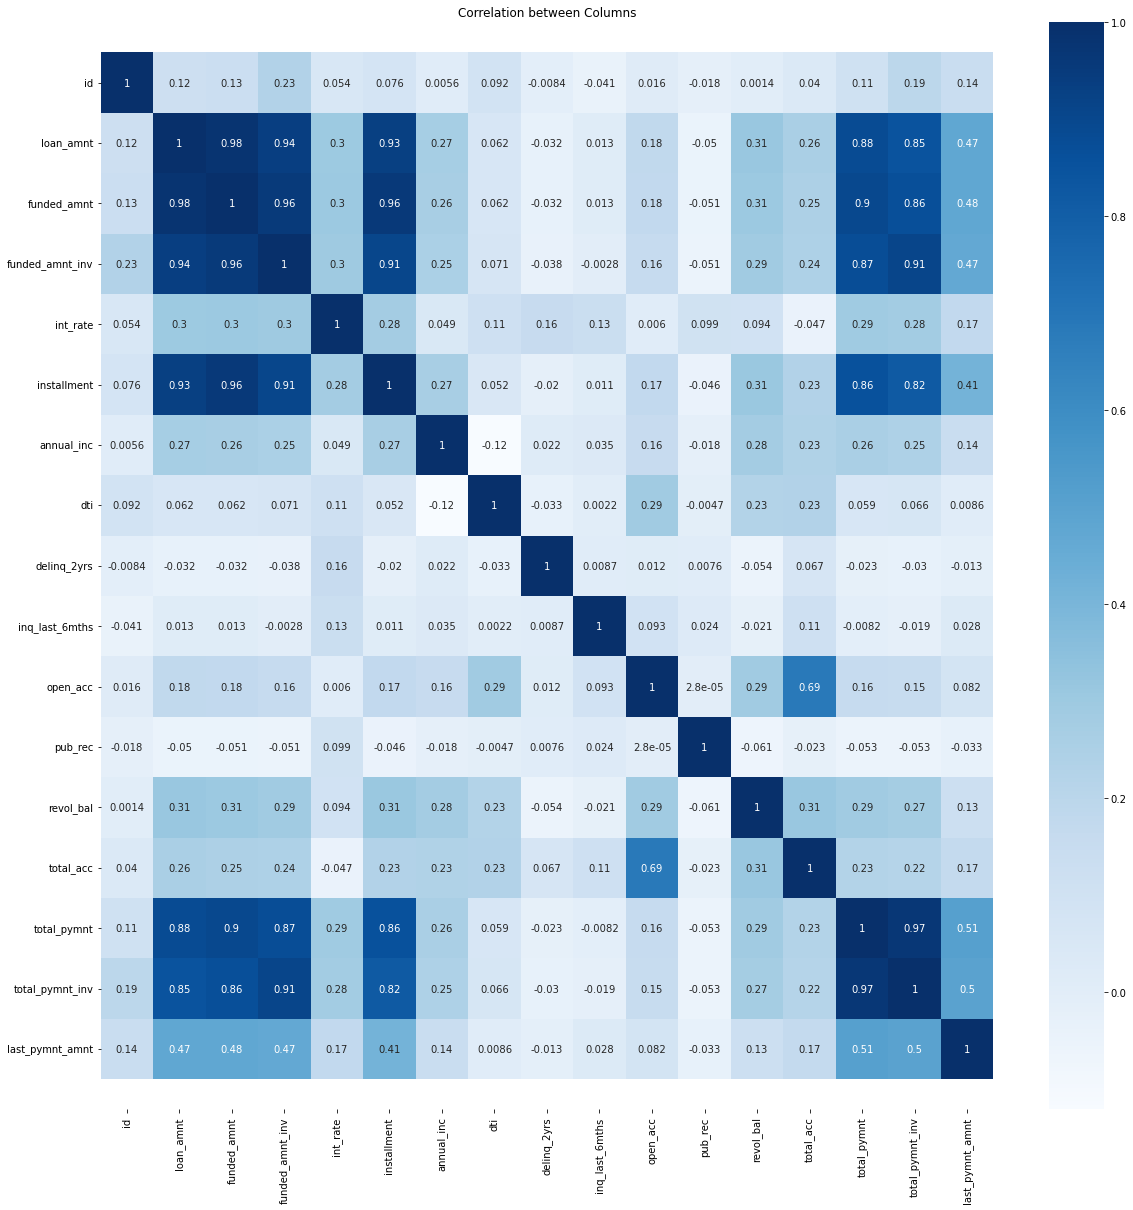 Correlation between Columns
id 1 0.12 0.13 0.23 0.054 0.076 0.0056 0.092 -0.0084 -0.041 0.016 -0.018 0.0014 0.04 0.11 0.19 0.14
loan_amnt 0.12 1 0.98 0.94 0.3 0.93 0.27 0.062 -0.032 0.013 0.18 -0.05 0.31 0.26 0.88 0.85 0.47
funded_amnt 0.13 0.98 1 0.96 0.3 0.96 0.26 0.062 -0.032 0.013 0.18 -0.051 0.31 0.25 0.9 0.86 0.48
funded_amnt_inv 0.23 0.94 0.96 1 0.3 0.91 0.25 0.071 -0.038 -0.0028 0.16 -0.051 0.29 0.24 0.87 0.91 0.47
int_rate 0.054 0.3 0.3 0.3 1 0.28 0.049 0.11 0.16 0.13 0.006 0.099 0.094 -0.047 0.29 0.28 0.17
installment 0.076 0.93 0.96 0.91 0.28 1 0.27 0.052 -0.02 0.011 0.17 -0.046 0.31 0.23 0.86 0.82 0.41
annual_inc 0.0056 0.27 0.26 0.25 0.049 0.27 1 -0.12 0.022 0.035 0.16 -0.018 0.28 0.23 0.26 0.25 0.14
dti 0.092 0.062 0.062 0.071 0.11 0.052 -0.12 1 -0.033 0.0022 0.29 -0.0047 0.23 0.23 0.059 0.066 0.0086
delinq_2yrs -0.0084 -0.032 -0.032 -0.038 0.16 -0.02 0.022 -0.033 1 0.0087 0.012 0.0076 -0.054 0.067 -0.023 -0.03 -0.013
inq_last_6mths -0.041 0.013 0.013 -0.0028 0.13 0.011 0.035 0.0022 0.0087 1 0.093 0.024 -0.021 0.11 -0.0082 -0.019 0.028
open_acc 0.016 0.18 0.18 0.16 0.006 0.17 0.16 0.29 0.012 0.093 1 2.8e-05 0.29 0.69 0.16 0.15 0.082
pub_rec -0.018 -0.05 -0.051 -0.051 0.099 -0.046 -0.018 -0.0047 0.0076 0.024 2.8e-05 1 -0.061 -0.023 -0.053 -0.053 -0.033
revol_bal 0.0014 0.31 0.31 0.29 0.094 0.31 0.28 0.23 -0.054 -0.021 0.29 -0.061 1 0.31 0.29 0.27 0.13
total_acc 0.04 0.26 0.25 0.24 -0.047 0.23 0.23 0.23 0.067 0.11 0.69 -0.023 0.31 1 0.23 0.22 0.17
total_pymnt 0.11 0.88 0.9 0.87 0.29 0.86 0.26 0.059 -0.023 -0.0082 0.16 -0.053 0.29 0.23 1 0.97 0.51
total_pymnt_inv 0.19 0.85 0.86 0.91 0.28 0.82 0.25 0.066 -0.03 -0.019 0.15 -0.053 0.27 0.22 0.97 1 0.5
last_pymnt_amnt 0.14 0.47 0.48 0.47 0.17 0.41 0.14 0.0086 -0.013 0.028 0.082 -0.033 0.13 0.17 0.51 0.5 1
id loan_amnt funded_amnt funded_amnt_inv int_rate installment annual_inc dti delinq_2yrs inq_last_6mths open_acc pub_rec revol_bal total_acc total_pymnt total_pymnt_inv last_pymnt_amnt
1.0
0.8
0.6
0.4
0.2
0.0